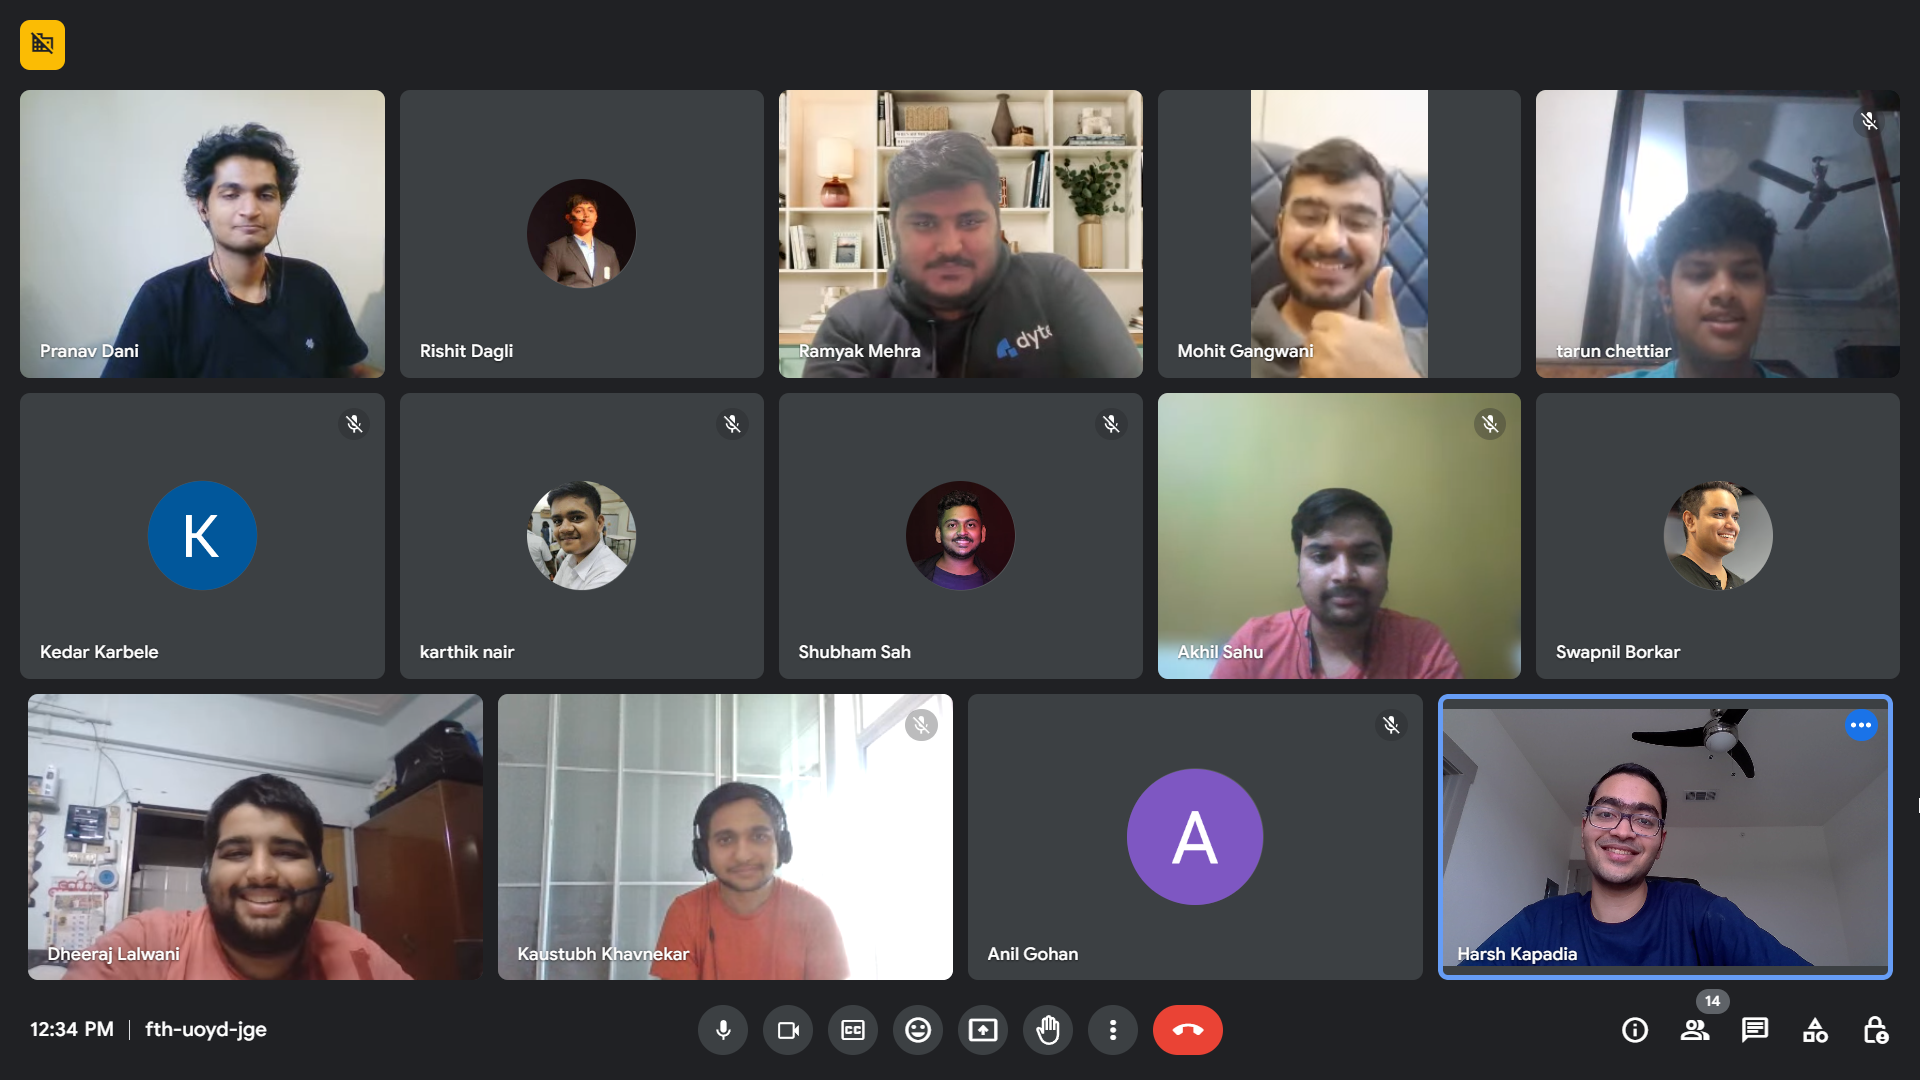 Pranav Dani
Rishit Dagli
dyte
Ramyak Mehra
Mohit Gangwani
tarun chettiar
K
Kedar Karbele
karthik nair
Shubham Sah
Akhil Sahu
Swapnil Borkar
Dheeraj Lalwani
Kaustubh Khavnekar
A
Anil Gohan
Harsh Kapadia
12:34 PM | fth-uoyd-jge
CC
14